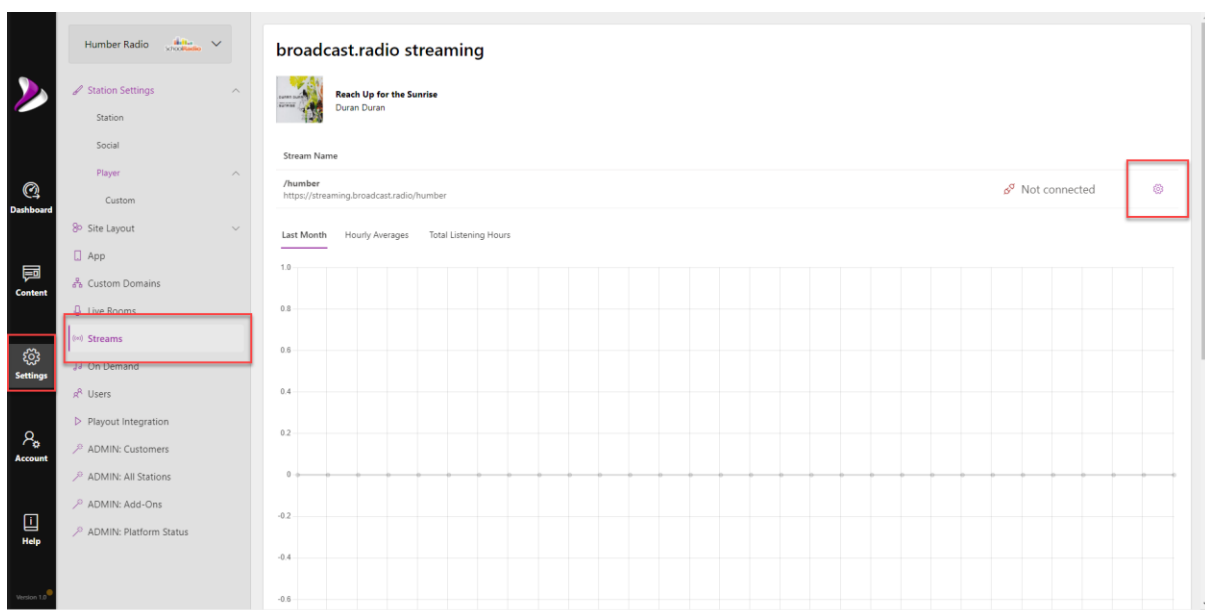 Dashboard
Content
Settings
Account
Help
Version 1.0
Humber Radio
Station Settings
Station
Social
Player
Custom
Site Layout
App
Custom Domains
Live Rooms
Streams
On Demand
Users
Playout Integration
ADMIN: Customers
ADMIN: All Stations
ADMIN: Add-Ons
ADMIN: Platform Status
broadcast.radio streaming
Reach Up for the Sunrise
Duran Duran
Stream Name
/humber
https://streaming.broadcast.radio/humber
Not connected
Last Month Hourly Averages Total Listening Hours
1.0
0.8
0.6
0.4
0.2
0
-0.2
-0.4
-0.6